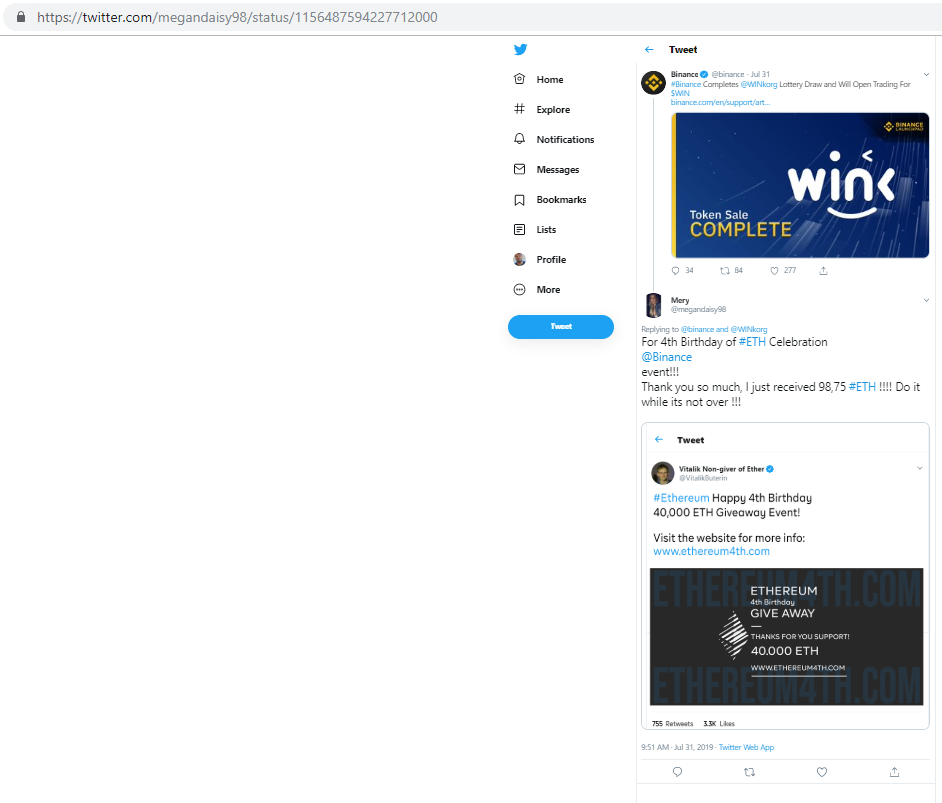 https://twitter.com/megandaisy98/status/1156487594227712000
Home
Explore
Notifications
Messages
Bookmarks
Lists
Profile
More
Tweet
Tweet
Binance @binance · Jul 31
#Binance Completes @WINkorg Lottery Draw and Will Open Trading For
$WIN
binance.com/en/support/art...
BINANCE
LAUNCHPAD
wink
Token Sale
COMPLETE
34 84 277
Mery
@megandaisy98
Replying to @binance and @WINkorg
For 4th Birthday of #ETH Celebration
@Binance
event!!!
Thank you so much, I just received 98,75 #ETH !!!! Do it
while its not over !!!
Tweet
Vitalik Non-giver of Ether
@VitalikButerin
#Ethereum Happy 4th Birthday
40,000 ETH Giveaway Event!
Visit the website for more info:
www.ethereum4th.com
ETHEREUM4TH.COM
ETHEREUM
4th Birthday
GIVE AWAY
THANKS FOR YOU SUPPORT!
40.000 ETH
WWW.ETHEREUM4TH.COM
ETHEREUM4TH.COM
755 Retweets 3.3K Likes
9:51 AM · Jul 31, 2019 · Twitter Web App